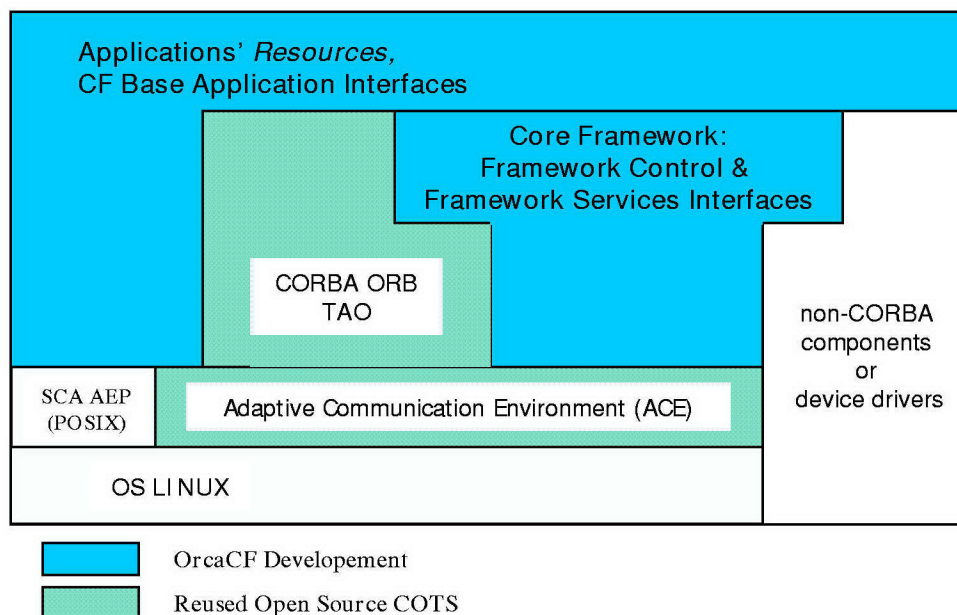 Applications' Resources,
CF Base Application Interfaces
Core Framework:
Framework Control &
Framework Services Interfaces
CORBA ORB
TAO
non-CORBA
components
or
device drivers
SCA AEP
(POSIX)
Adaptive Communication Environment (ACE)
OS LINUX
OrcaCF Developement
Reused Open Source COTS